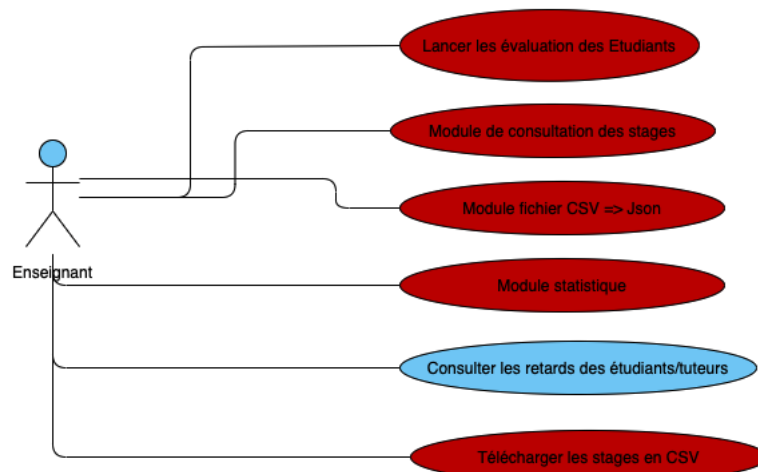 Lancer les évaluation des Etudiants
Module de consultation des stages
Module fichier CSV => Json
Enseignant
Module statistique
Consulter les retards des étudiants/tuteurs
Télécharger les stages en CSV